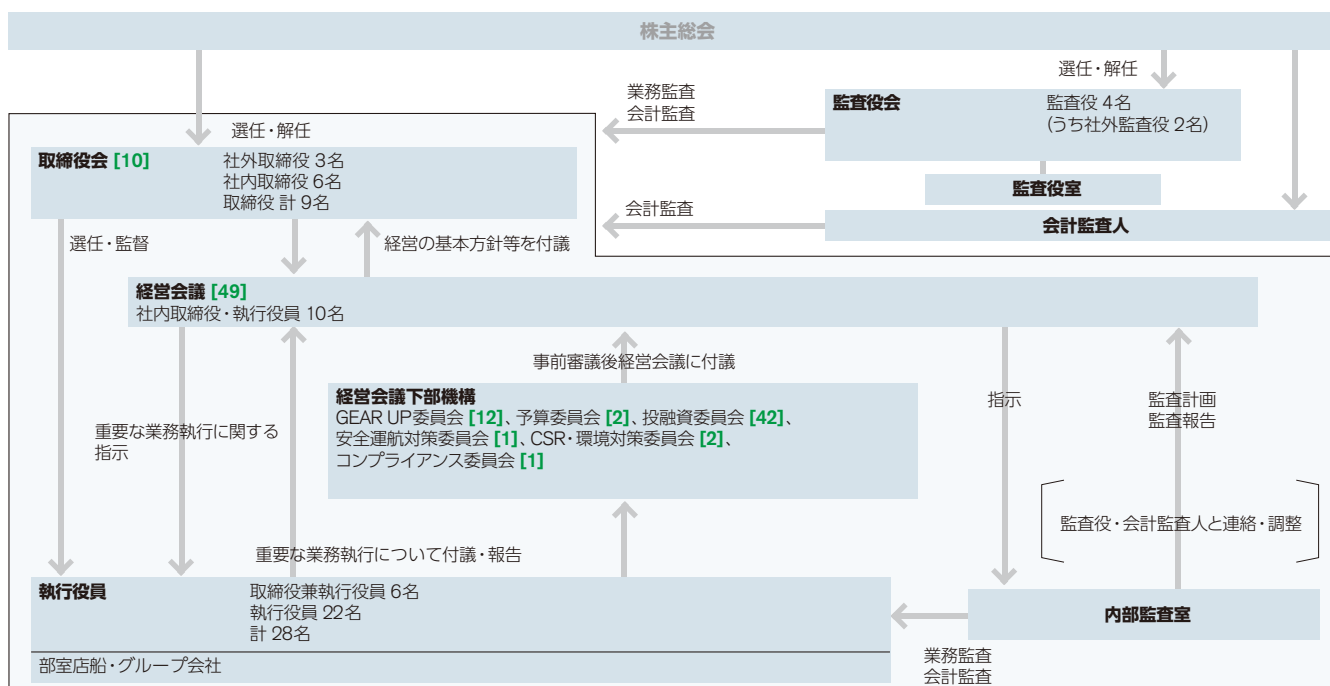 株主総会
選任・解任
業務監査
会計監査
監査役会
監査役 4名
(うち社外監査役 2名)
選任・解任
取締役会 [10]
社外取締役 3名
社内取締役 6名
取締役 計 9名
監査役室
会計監査
会計監査人
選任・監督
経営の基本方針等を付議
経営会議 [49]
社内取締役・執行役員 10名
事前審議後経営会議に付議
経営会議下部機構
GEAR UP委員会 [12]、予算委員会 [2]、投融資委員会 [42]、
安全運航対策委員会 [1]、CSR・環境対策委員会 [2]、
コンプライアンス委員会 [1]
指示
監査計画
監査報告
重要な業務執行に関する
指示
監査役・会計監査人と連絡・調整
重要な業務執行について付議・報告
執行役員
取締役兼執行役員 6名
執行役員 22名
計 28名
内部監査室
部室店船・グループ会社
業務監査
会計監査